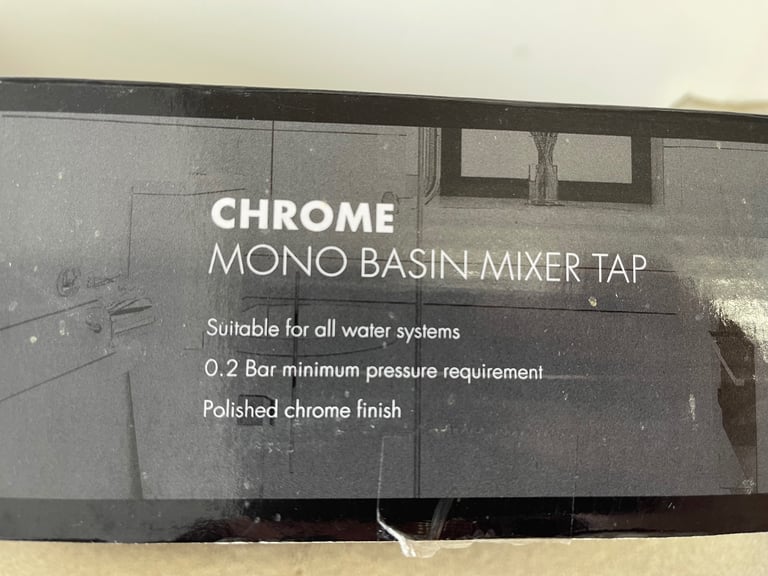 CHROME
MONO BASIN MIXER TAP
Suitable for all water systems
0.2 Bar minimum pressure requirement
Polished chrome finish